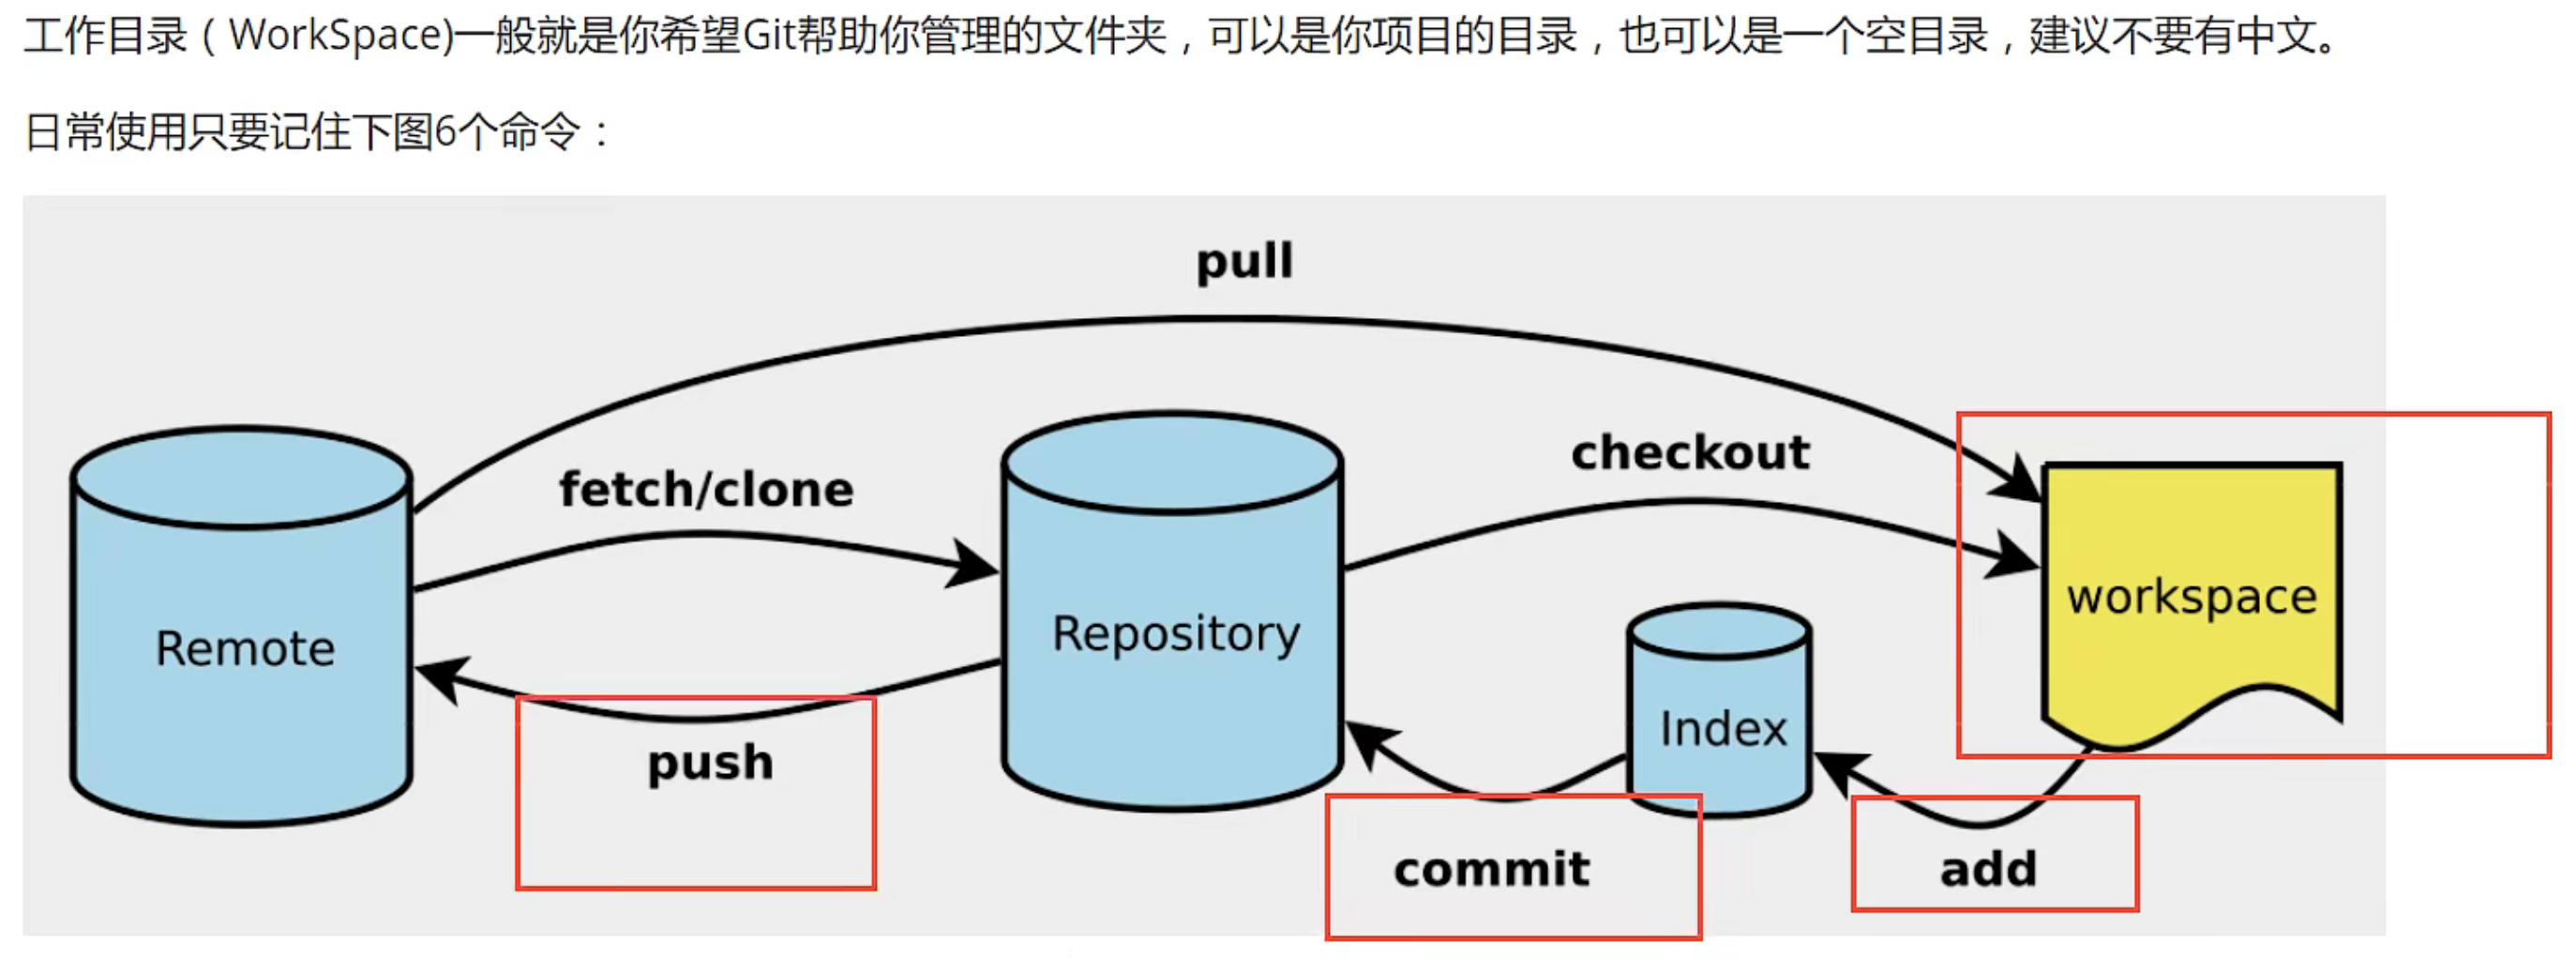 工作目录（WorkSpace)一般就是你希望Git帮助你管理的文件夹，可以是你项目的目录，也可以是一个空目录，建议不要有中文。
日常使用只要记住下图6个命令：
pull
checkout
fetch/clone
workspace
Remote
Repository
Index
push
commit
add